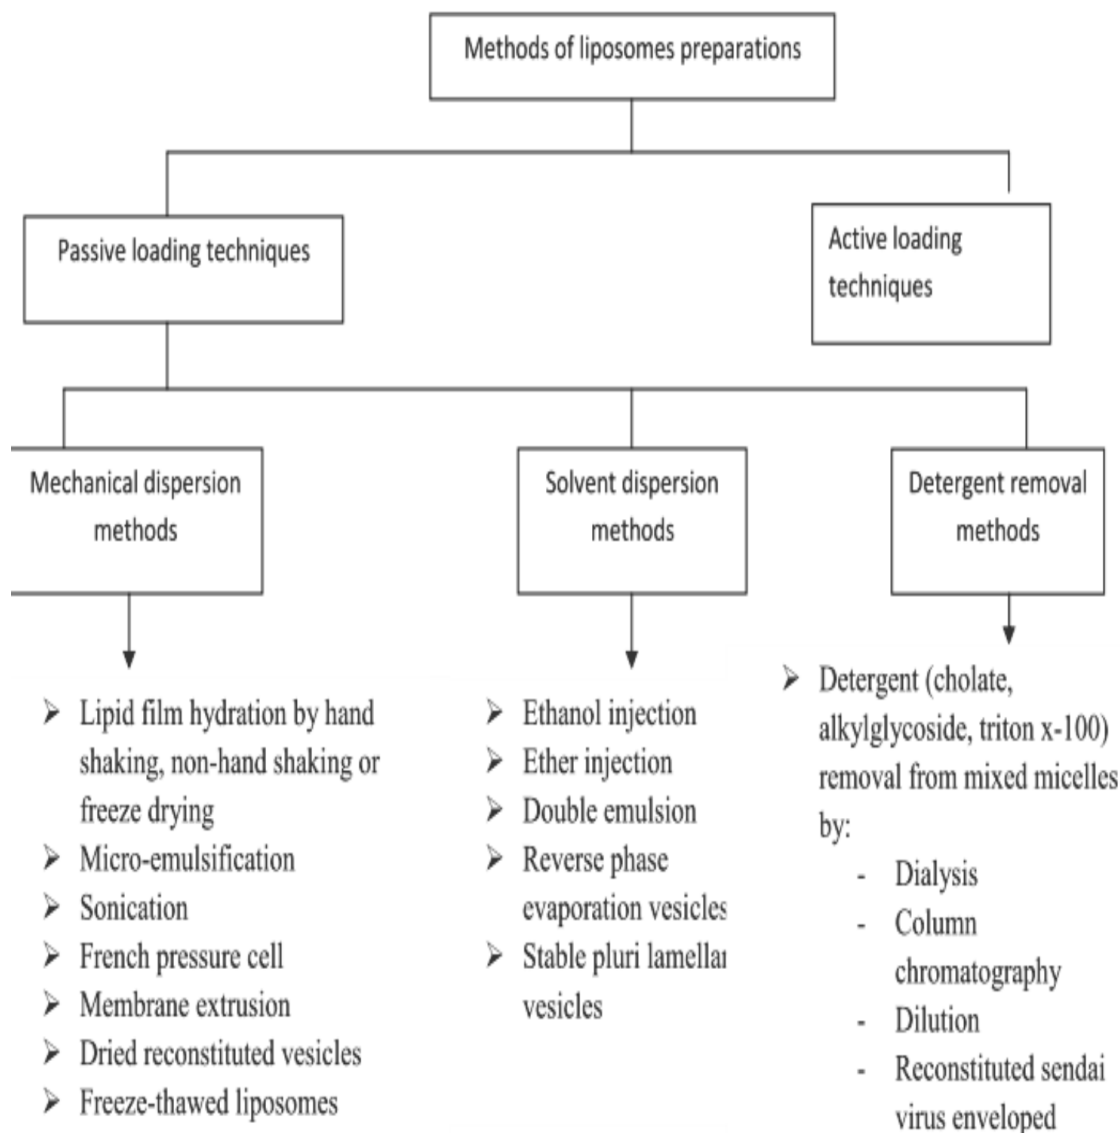 Methods of liposomes preparations
Passive loading techniques
Active loading
techniques
Mechanical dispersion
methods
Solvent dispersion
methods
Detergent removal
methods
➤ Lipid film hydration by hand
shaking, non-hand shaking or
freeze drying
➤ Micro-emulsification
➤ Sonication
➤ French pressure cell
➤ Membrane extrusion
➤ Dried reconstituted vesicles
➤ Freeze-thawed liposomes
➤ Ethanol injection
➤ Ether injection
➤ Double emulsion
➤ Reverse phase
evaporation vesicles
➤ Stable pluri lamellar
vesicles
➤ Detergent (cholate,
alkylglycoside, triton x-100)
removal from mixed micelles
by:
- Dialysis
- Column
chromatography
- Dilution
- Reconstituted sendai
virus enveloped